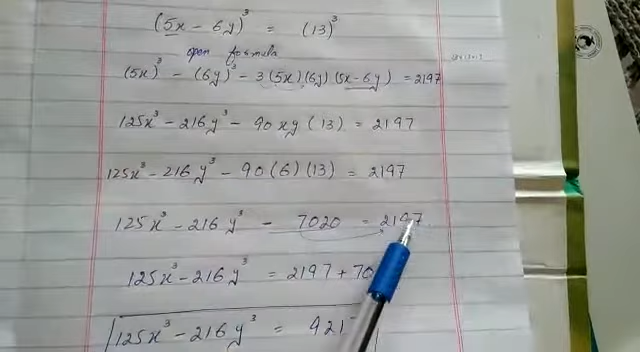 (5x - 6y)³ = (13)³
open formula
(5x)³ - (6y)³ - 3(5x)(6y)(5x-6y) = 2197
125x³ - 216y³ - 90xy(13) = 2197
125x³ - 216y³ - 90(6)(13) = 2197
125x³ - 216y³ - 7020 = 2197
125x³ - 216y³ = 2197 + 70
125x³ - 216y³ = 921